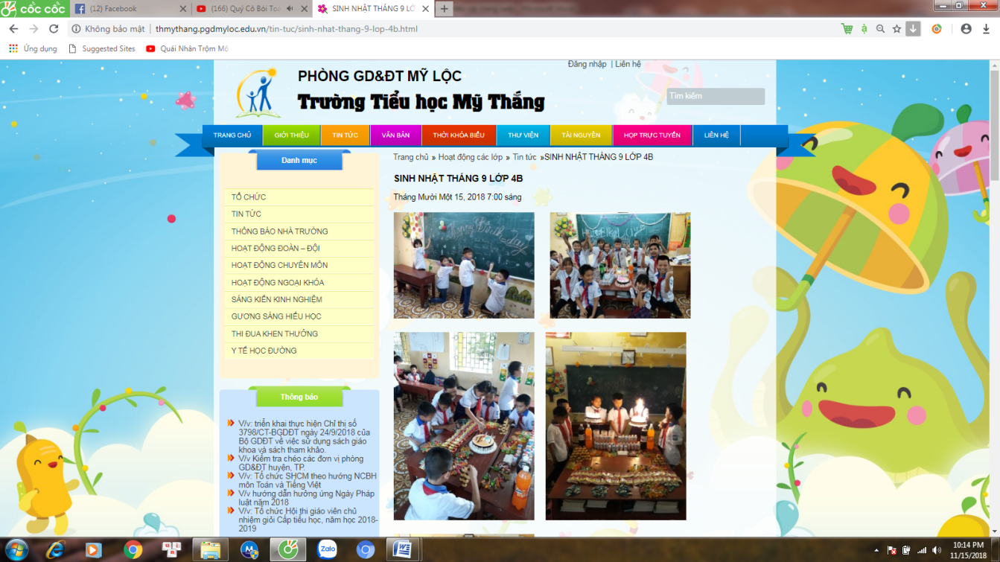 cốc cốc
(12) Facebook
(166) Quý Cô Bói Toá
SINH NHẬT THÁNG 9 LỚ
Không bảo mật | thmythang.pgdmyloc.edu.vn/tin-tuc/sinh-nhat-thang-9-lop-4b.html
Ứng dụng
Suggested Sites
Quái Nhân Trộm Mộ
Đăng nhập | Liên hệ
PHÒNG GD&ĐT MỸ LỘC
Trường Tiểu học Mỹ Thắng
Tìm kiếm
TRANG CHỦ
GIỚI THIỆU
TIN TỨC
VĂN BẢN
THỜI KHÓA BIỂU
THƯ VIỆN
TÀI NGUYÊN
HỌP TRỰC TUYẾN
LIÊN HỆ
Danh mục
TỔ CHỨC
TIN TỨC
THÔNG BÁO NHÀ TRƯỜNG
HOẠT ĐỘNG ĐOÀN – ĐỘI
HOẠT ĐỘNG CHUYÊN MÔN
HOẠT ĐỘNG NGOẠI KHÓA
SÁNG KIẾN KINH NGHIỆM
GƯƠNG SÁNG HIẾU HỌC
THI ĐUA KHEN THƯỞNG
Y TẾ HỌC ĐƯỜNG
Thông báo
V/v: triển khai thực hiện Chỉ thị số
3798/CT-BGDĐT ngày 24/9/2018 của
Bộ GDĐT về việc sử dụng sách giáo
khoa và sách tham khảo.
V/v Kiểm tra chéo các đơn vị phòng
GD&ĐT huyện, TP.
V/v: Tổ chức SHCM theo hướng NCBH
môn Toán và Tiếng Việt
V/v hướng dẫn hưởng ứng Ngày Pháp
luật năm 2018
V/v: Tổ chức Hội thi giáo viên chủ
nhiệm giỏi Cấp tiểu học, năm học 2018-
2019
Trang chủ » Hoạt động các lớp » Tin tức »SINH NHẬT THÁNG 9 LỚP 4B
SINH NHẬT THÁNG 9 LỚP 4B
Tháng Mười Một 15, 2018 7:00 sáng
Happy Birth Day
Zalo
10:14 PM
11/15/2018